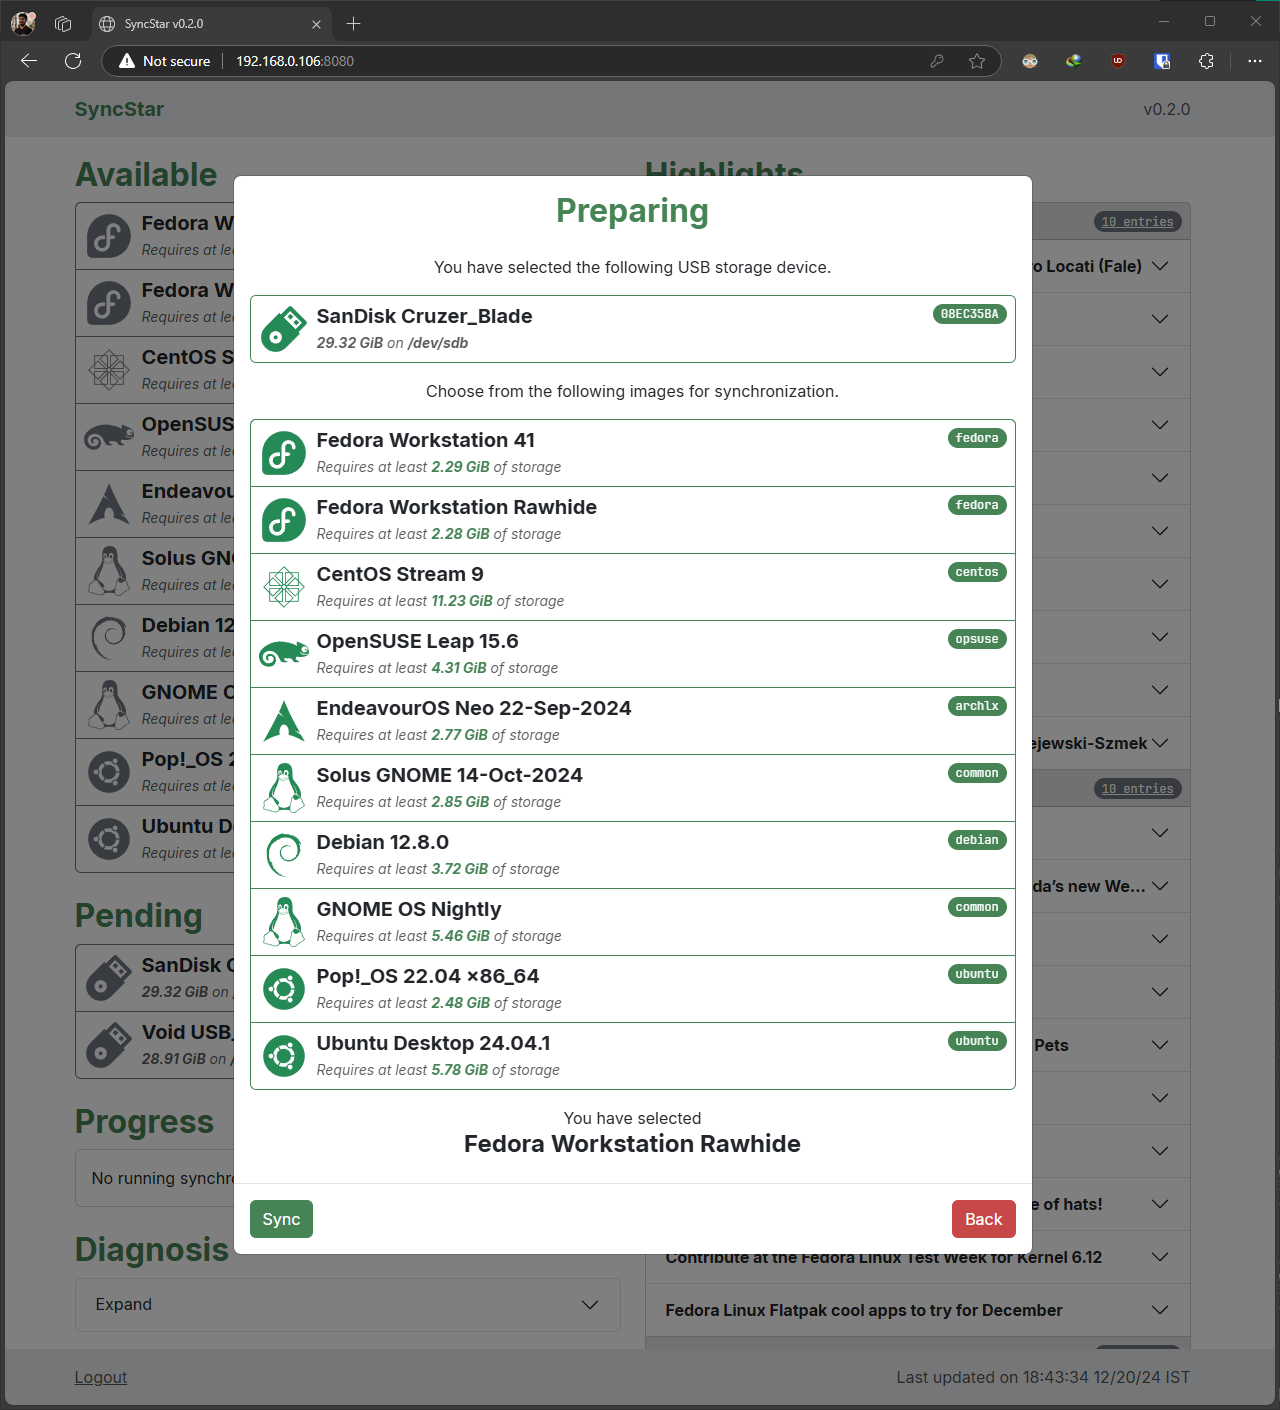 SyncStar v0.2.0
Not secure
192.168.0.106:8080
SyncStar
v0.2.0
Available
Highlights
Fedora W
Requires at lea
Fedora W
Requires at lea
CentOS S
Requires at lea
OpenSUS
Requires at lea
Endeavou
Requires at lea
Solus GN
Requires at lea
Debian 12
Requires at lea
GNOME O
Requires at lea
Pop!_OS 2
Requires at lea
Ubuntu D
Requires at lea
Pending
SanDisk C
29.32 GiB on
Void USB_
28.91 GiB on /
Progress
No running synchro
Diagnosis
Expand
Preparing
You have selected the following USB storage device.
SanDisk Cruzer_Blade
08EC35BA
29.32 GiB on /dev/sdb
Choose from the following images for synchronization.
Fedora Workstation 41
fedora
Requires at least 2.29 GiB of storage
Fedora Workstation Rawhide
fedora
Requires at least 2.28 GiB of storage
CentOS Stream 9
centos
Requires at least 11.23 GiB of storage
OpenSUSE Leap 15.6
opsuse
Requires at least 4.31 GiB of storage
EndeavourOS Neo 22-Sep-2024
archlx
Requires at least 2.77 GiB of storage
Solus GNOME 14-Oct-2024
common
Requires at least 2.85 GiB of storage
Debian 12.8.0
debian
Requires at least 3.72 GiB of storage
GNOME OS Nightly
common
Requires at least 5.46 GiB of storage
Pop!_OS 22.04 ×86_64
ubuntu
Requires at least 2.48 GiB of storage
Ubuntu Desktop 24.04.1
ubuntu
Requires at least 5.78 GiB of storage
You have selected
Fedora Workstation Rawhide
Sync
Back
10 entries
o Locati (Fale)
ejewski-Szmek
10 entries
da's new We...
Pets
e of hats!
Contribute at the Fedora Linux Test Week for Kernel 6.12
Fedora Linux Flatpak cool apps to try for December
Logout
Last updated on 18:43:34 12/20/24 IST